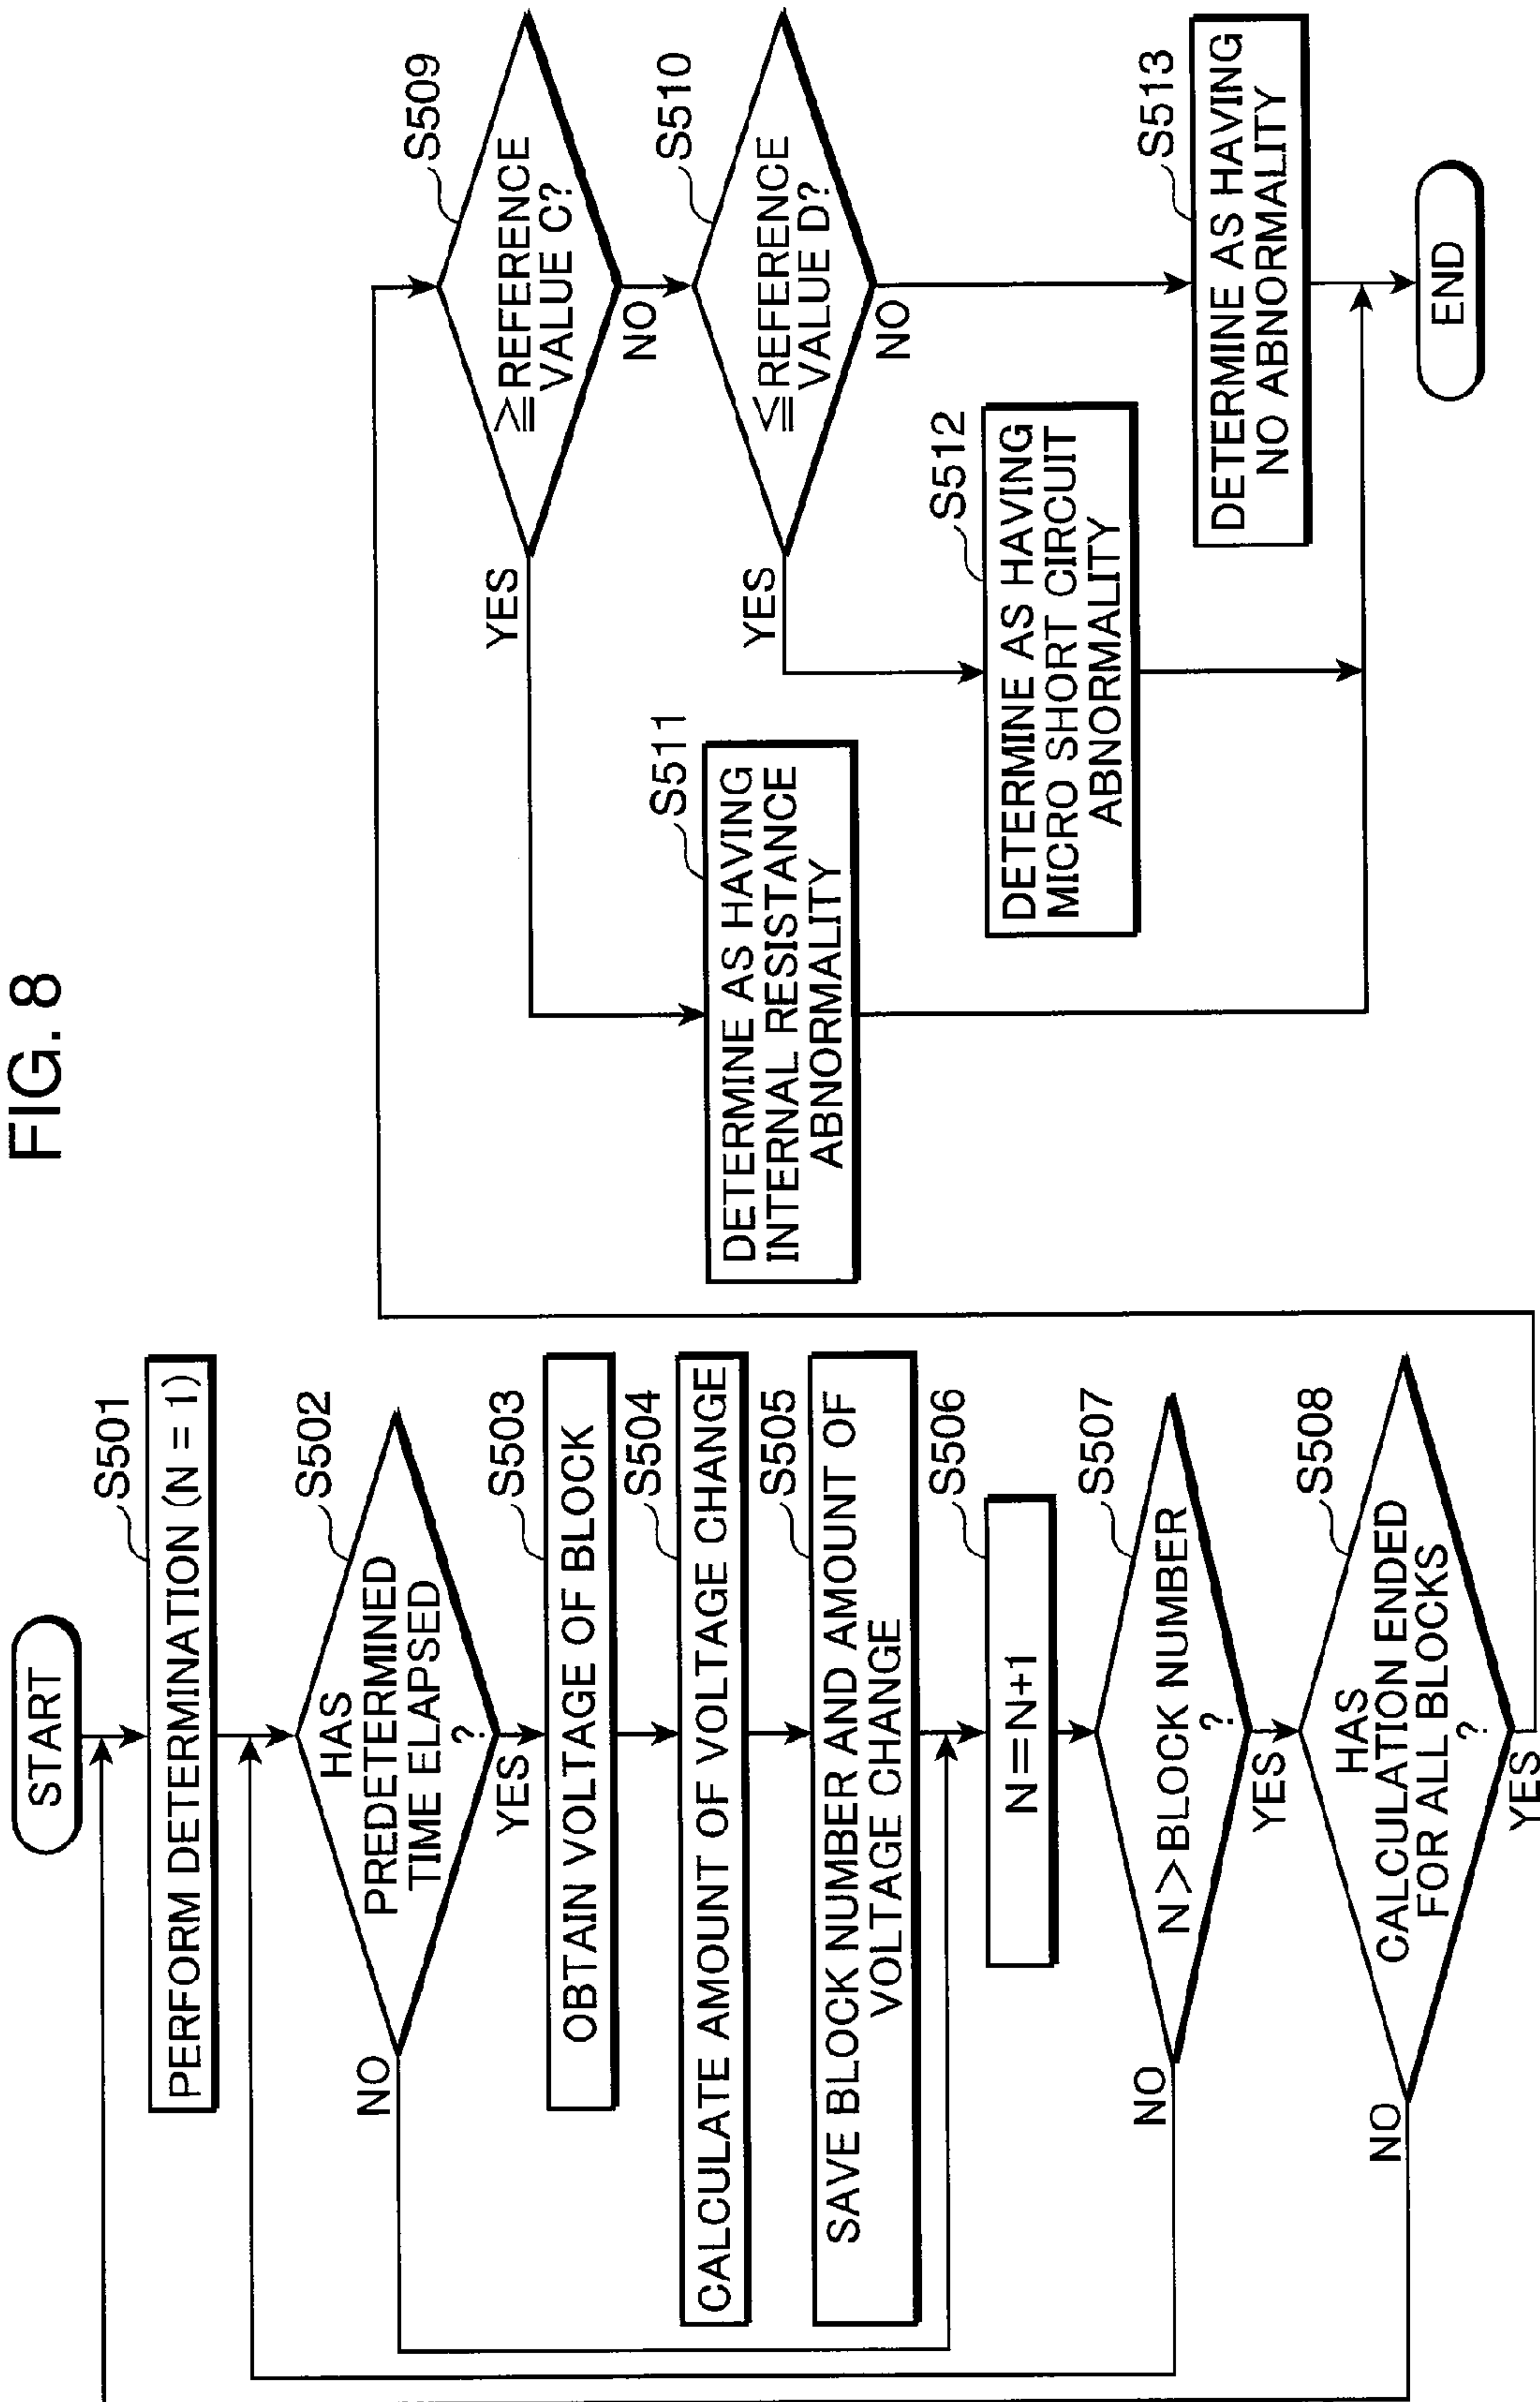 FIG. 8
START
S501
PERFORM DETERMINATION (N = 1)
S502
HAS
PREDETERMINED
TIME ELAPSED
?
NO
YES
S503
OBTAIN VOLTAGE OF BLOCK
S504
CALCULATE AMOUNT OF VOLTAGE CHANGE
S505
SAVE BLOCK NUMBER AND AMOUNT OF
VOLTAGE CHANGE
S506
N=N+1
S507
N>BLOCK NUMBER
?
NO
YES
S508
HAS
CALCULATION ENDED
FOR ALL BLOCKS
?
NO
YES
S509
≧REFERENCE
VALUE C?
YES
NO
S510
≦REFERENCE
VALUE D?
YES
NO
S511
DETERMINE AS HAVING
INTERNAL RESISTANCE
ABNORMALITY
S512
DETERMINE AS HAVING
MICRO SHORT CIRCUIT
ABNORMALITY
S513
DETERMINE AS HAVING
NO ABNORMALITY
END